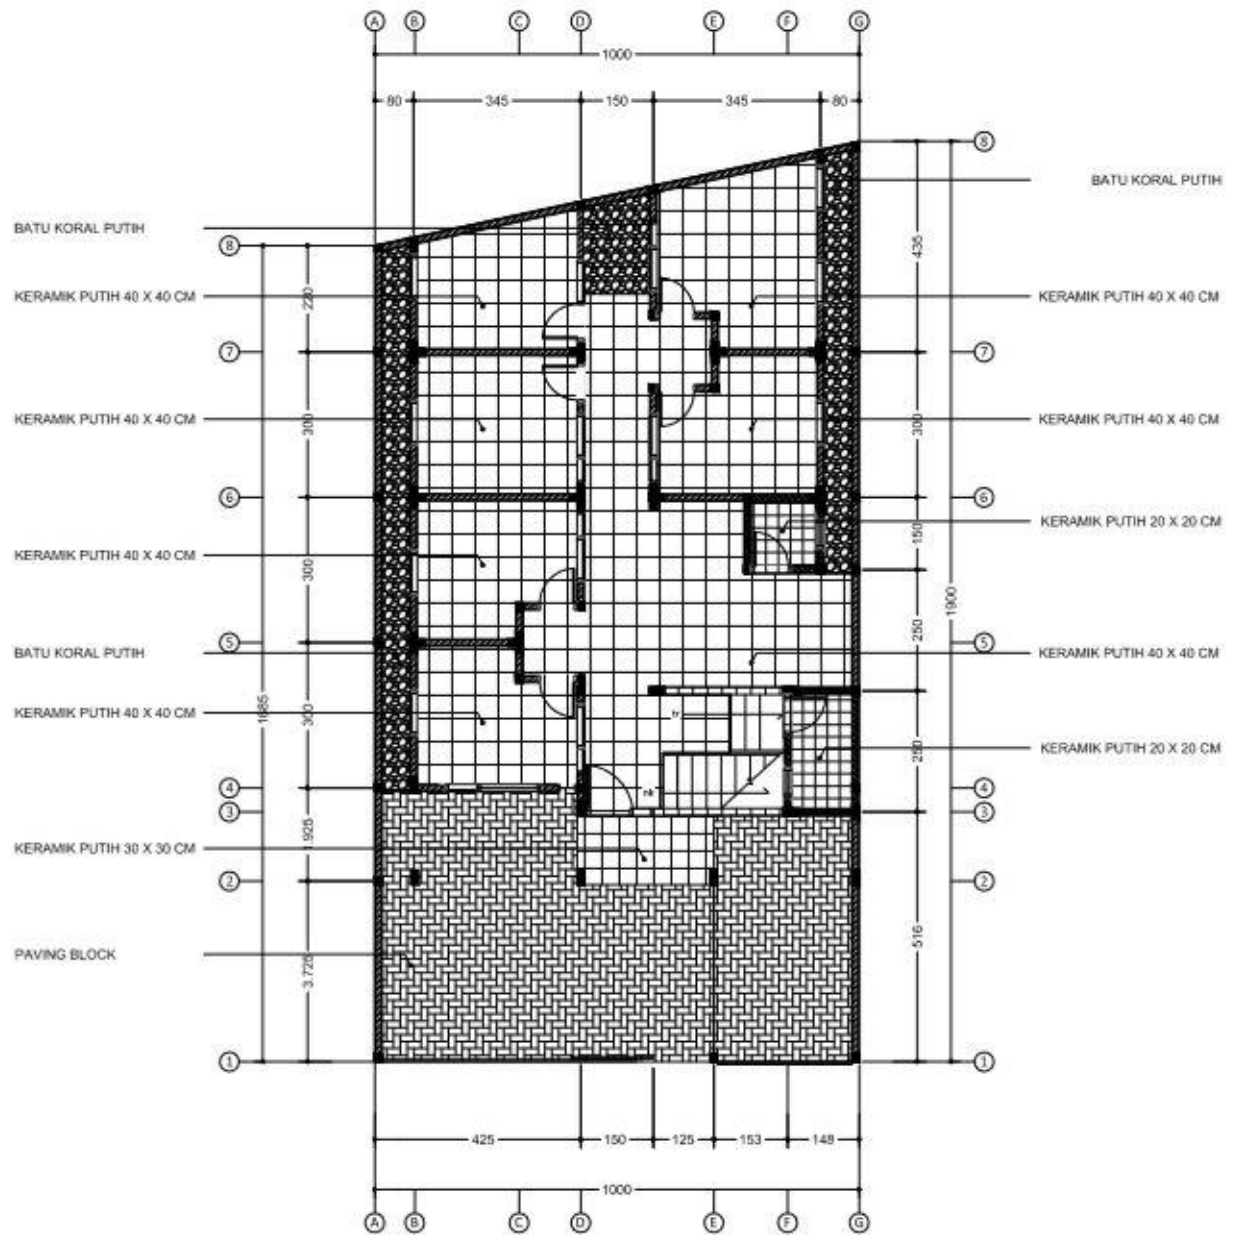 A B C D E F G
1000
80 345 150 345 80
8
BATU KORAL PUTIH
BATU KORAL PUTIH
8
435
220
KERAMIK PUTIH 40 X 40 CM
KERAMIK PUTIH 40 X 40 CM
7
7
KERAMIK PUTIH 40 X 40 CM
KERAMIK PUTIH 40 X 40 CM
300
300
6
6
KERAMIK PUTIH 20 X 20 CM
150
KERAMIK PUTIH 40 X 40 CM
300
1900
250
5
5
BATU KORAL PUTIH
KERAMIK PUTIH 40 X 40 CM
1685
300
KERAMIK PUTIH 40 X 40 CM
tr
KERAMIK PUTIH 20 X 20 CM
250
4
4
nk
3
3
1.925
KERAMIK PUTIH 30 X 30 CM
2
2
516
PAVING BLOCK
3.725
1
1
425 150 125 153 148
1000
A B C D E F G